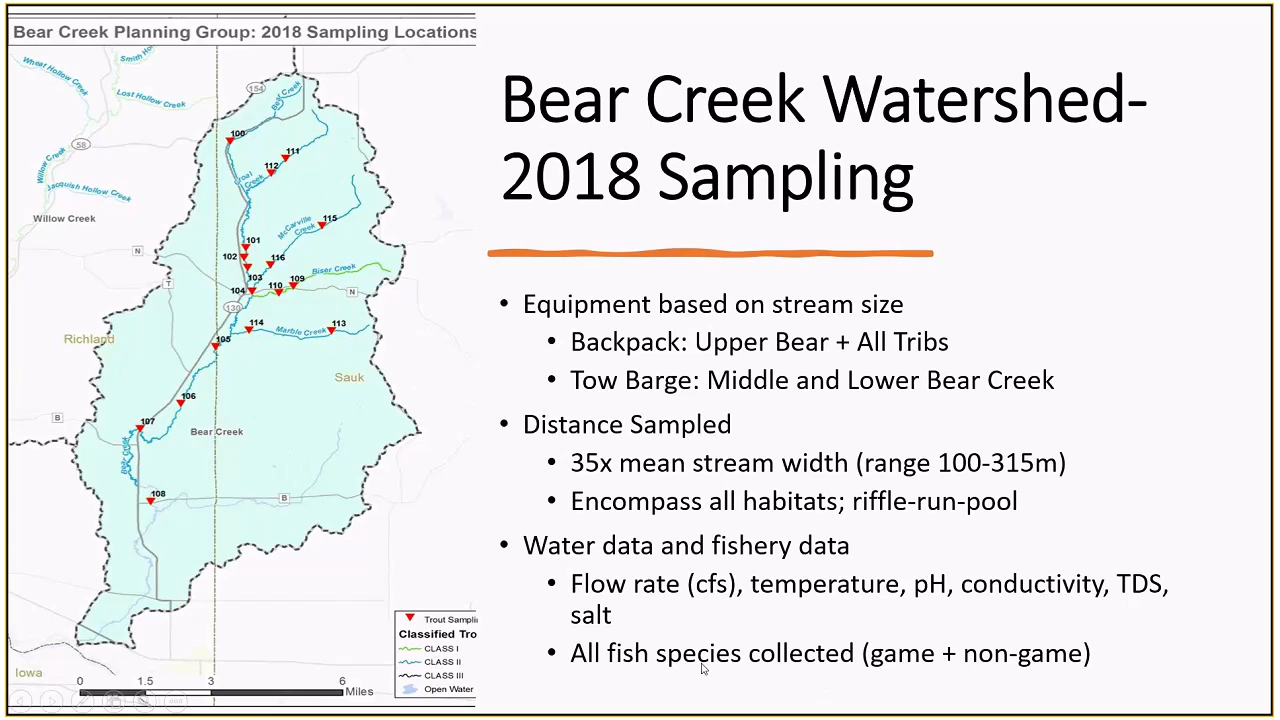 Bear Creek Planning Group: 2018 Sampling Locations
Smith Ho
Wheat Hollow Creek
Lost Hollow Creek
154
Bear Creek
100
58
111
112
Willow Creek
Creek
Jacquish Hollow Creek
115
McCarville
Creek
Willow Creek
101
N
102
116
Biser Creek
103
109
T
104
110
N
130
114
Marble Creek
113
Richland
105
Sauk
106
B
107
Bear Creek
Bear Creek
108
B
Iowa
0
1.5
3
6
Miles
Trout Sampli
Classified Tro
CLASS I
CLASS II
CLASS III
Open Water
Bear Creek Watershed-
2018 Sampling
• Equipment based on stream size
• Backpack: Upper Bear + All Tribs
• Tow Barge: Middle and Lower Bear Creek
• Distance Sampled
• 35x mean stream width (range 100-315m)
• Encompass all habitats; riffle-run-pool
• Water data and fishery data
• Flow rate (cfs), temperature, pH, conductivity, TDS,
salt
• All fish species collected (game + non-game)